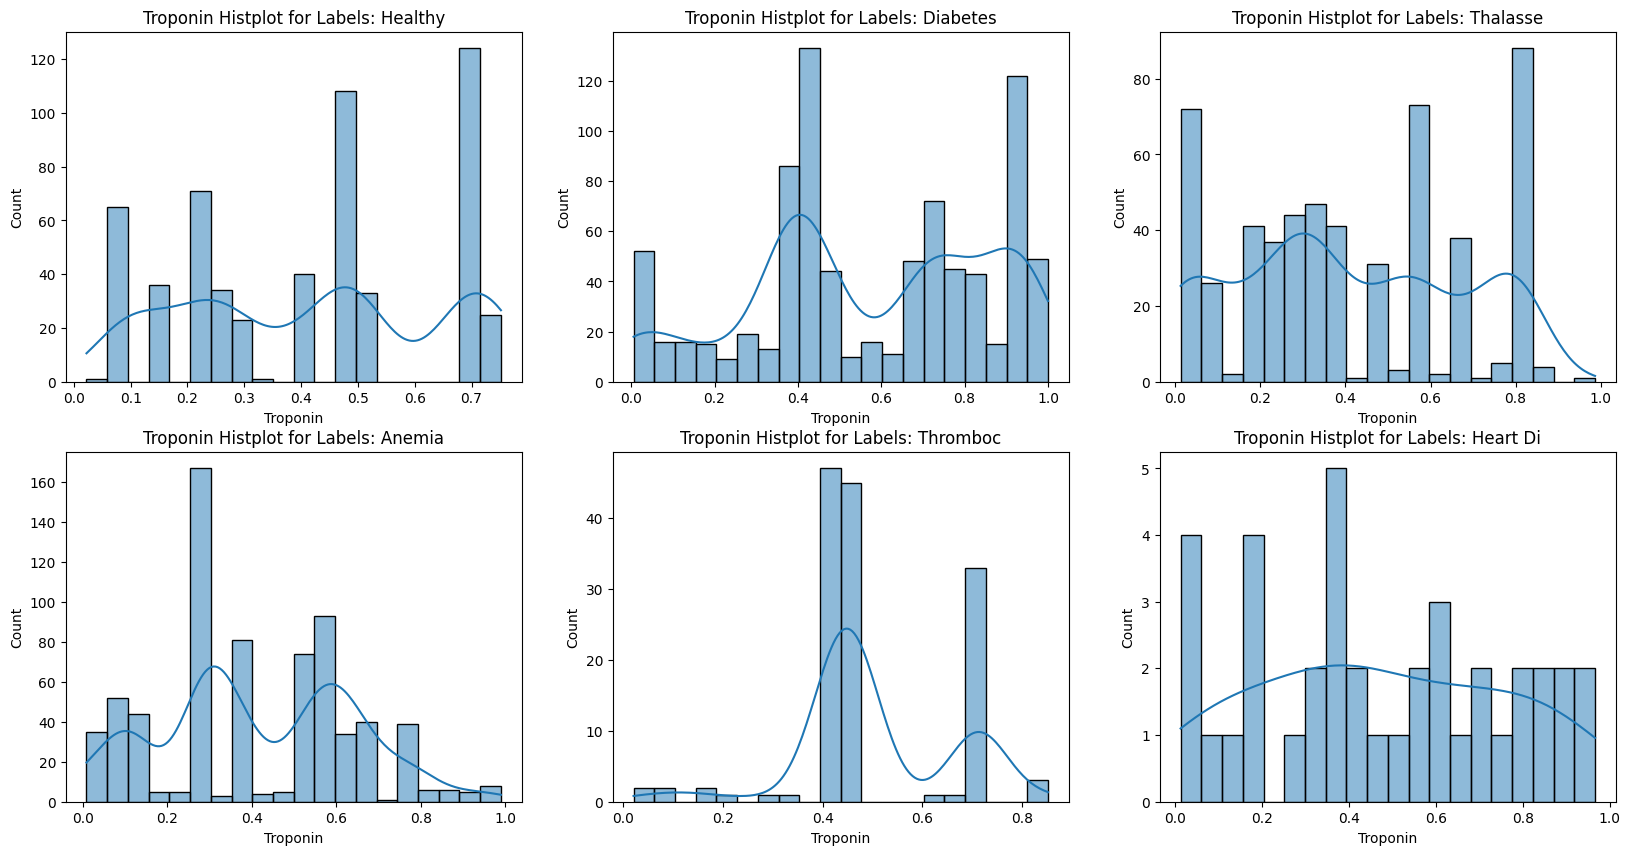 Troponin Histplot for Labels: Healthy
Count
120
100
80
60
40
20
0
0.0 0.1 0.2 0.3 0.4 0.5 0.6 0.7
Troponin
Troponin Histplot for Labels: Diabetes
Count
120
100
80
60
40
20
0
0.0 0.2 0.4 0.6 0.8 1.0
Troponin
Troponin Histplot for Labels: Thalasse
Count
80
60
40
20
0
0.0 0.2 0.4 0.6 0.8 1.0
Troponin
Troponin Histplot for Labels: Anemia
Count
160
140
120
100
80
60
40
20
0
0.0 0.2 0.4 0.6 0.8 1.0
Troponin
Troponin Histplot for Labels: Thromboc
Count
40
30
20
10
0
0.0 0.2 0.4 0.6 0.8
Troponin
Troponin Histplot for Labels: Heart Di
Count
5
4
3
2
1
0
0.0 0.2 0.4 0.6 0.8 1.0
Troponin